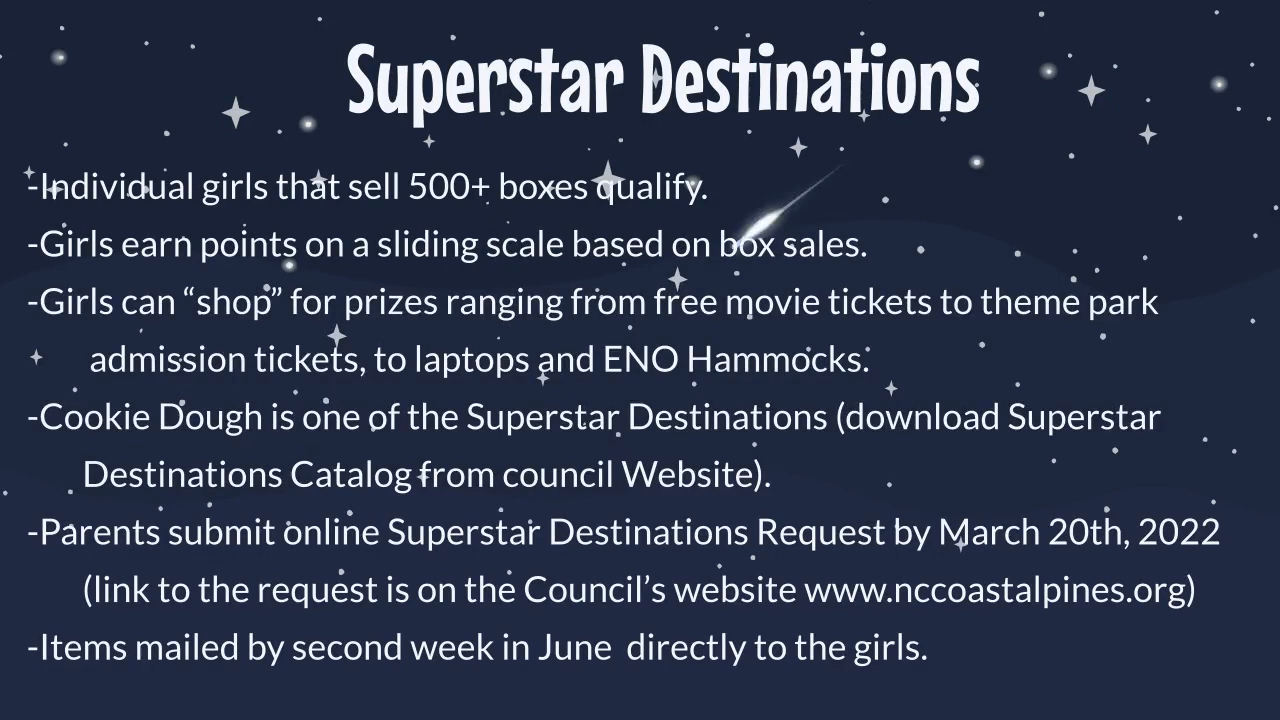 Superstar Destinations
-Individual girls that sell 500+ boxes qualify.
-Girls earn points on a sliding scale based on box sales.
-Girls can “shop” for prizes ranging from free movie tickets to theme park
admission tickets, to laptops and ENO Hammocks.
-Cookie Dough is one of the Superstar Destinations (download Superstar
Destinations Catalog from council Website).
-Parents submit online Superstar Destinations Request by March 20th, 2022
(link to the request is on the Council’s website www.nccoastalpines.org)
-Items mailed by second week in June  directly to the girls.